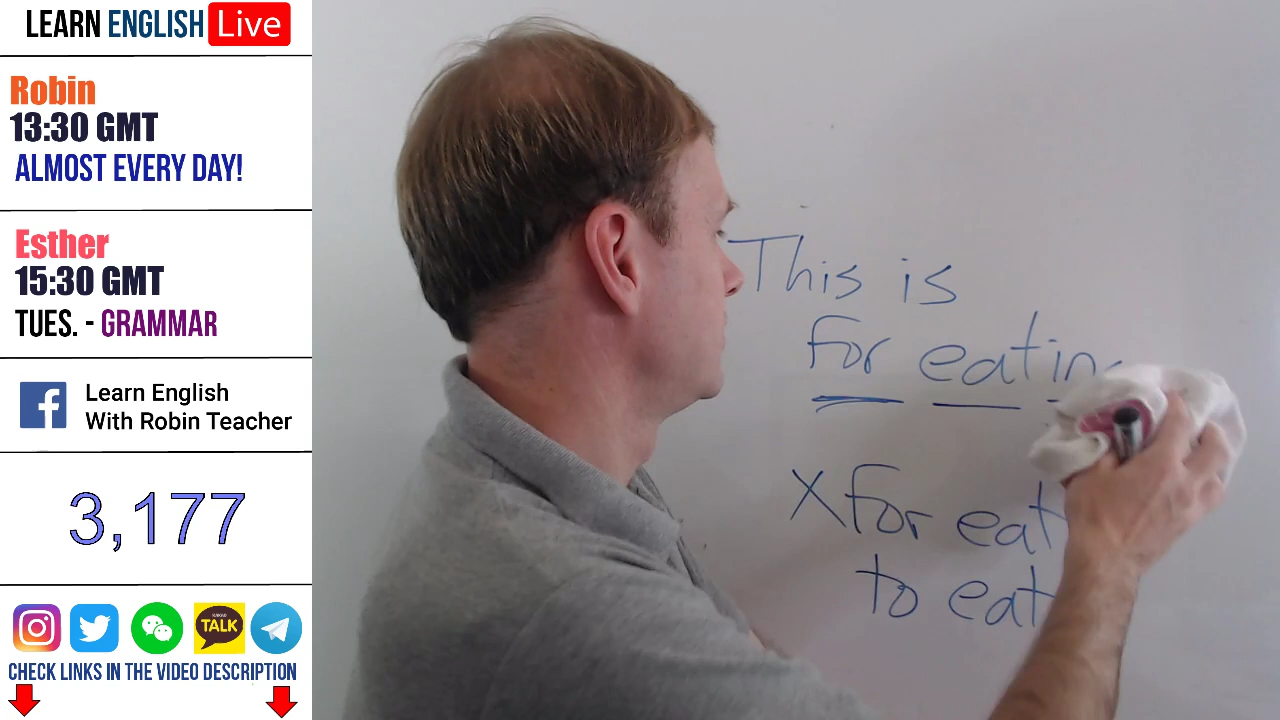 LEARN ENGLISH Live
Robin
13:30 GMT
ALMOST EVERY DAY!
Esther
15:30 GMT
TUES. - GRAMMAR
f
Learn English
With Robin Teacher
3,177
TALK
CHECK LINKS IN THE VIDEO DESCRIPTION
This is
for
X for eat
to eat